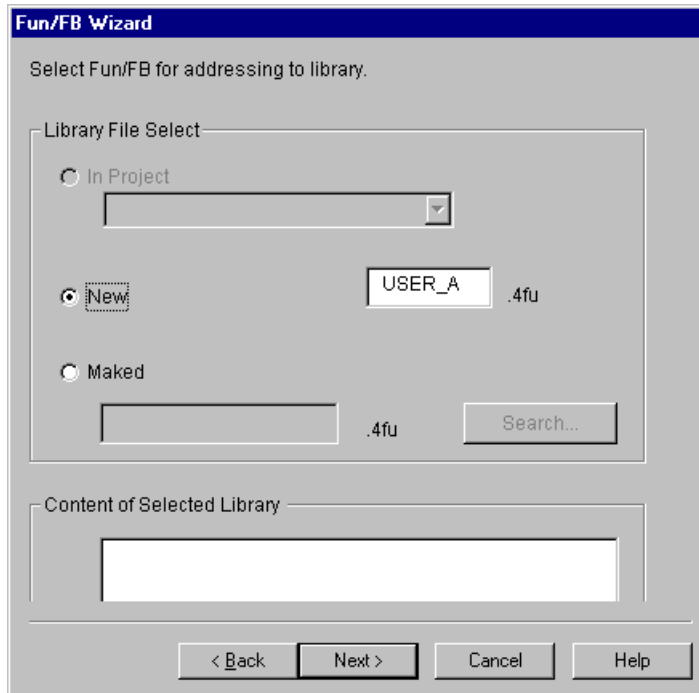 Fun/FB Wizard
Select Fun/FB for addressing to library.
Library File Select
In Project
New USER_A .4fu
Maked
.4fu Search...
Content of Selected Library
< Back Next > Cancel Help